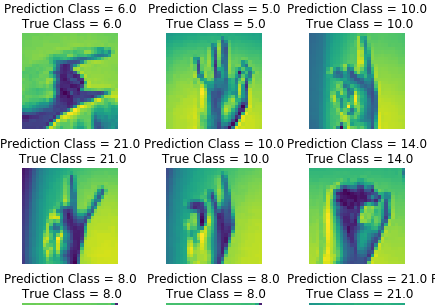 Prediction Class = 6.0 Prediction Class = 5.0 Prediction Class = 10.0
True Class = 6.0 True Class = 5.0 True Class = 10.0
Prediction Class = 21.0 Prediction Class = 10.0 Prediction Class = 14.0
True Class = 21.0 True Class = 10.0 True Class = 14.0
Prediction Class = 8.0 Prediction Class = 8.0 Prediction Class = 21.0 P
True Class = 8.0 True Class = 8.0 True Class = 21.0